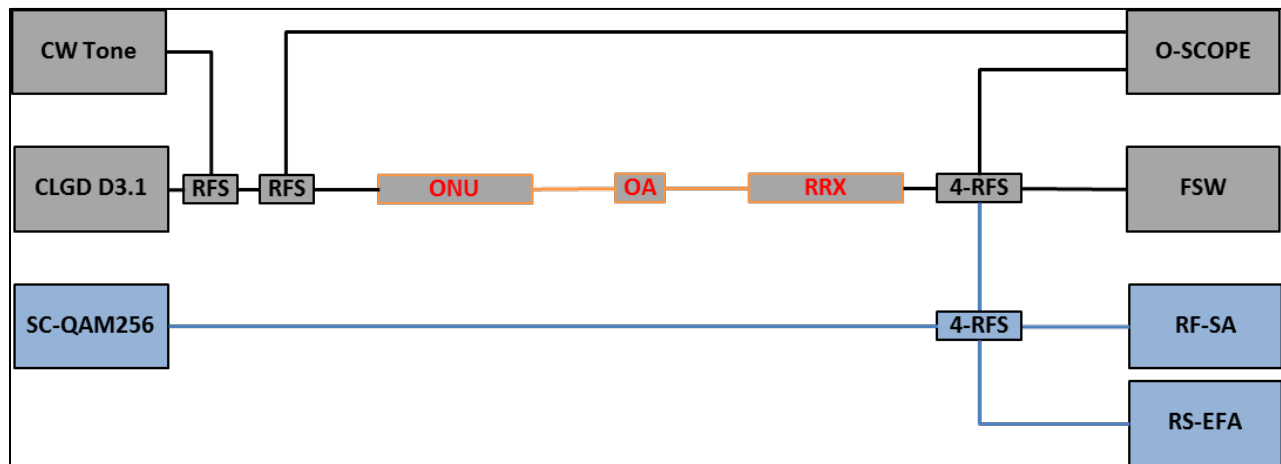 CW Tone
O-SCOPE
CLGD D3.1
RFS
RFS
ONU
OA
RRX
4-RFS
FSW
SC-QAM256
4-RFS
RF-SA
RS-EFA